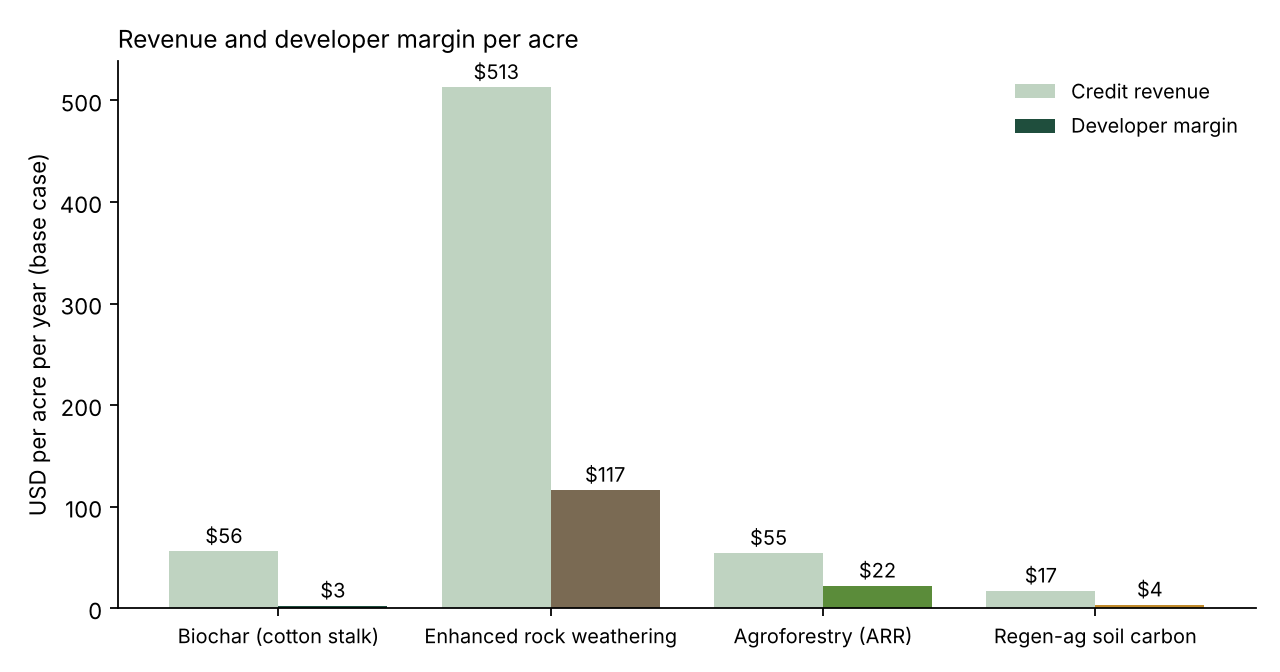 Revenue and developer margin per acre
USD per acre per year (base case)
500
400
300
200
100
0
$513
$117
$56
$3
$55
$22
$17
$4
Credit revenue
Developer margin
Biochar (cotton stalk)
Enhanced rock weathering
Agroforestry (ARR)
Regen-ag soil carbon